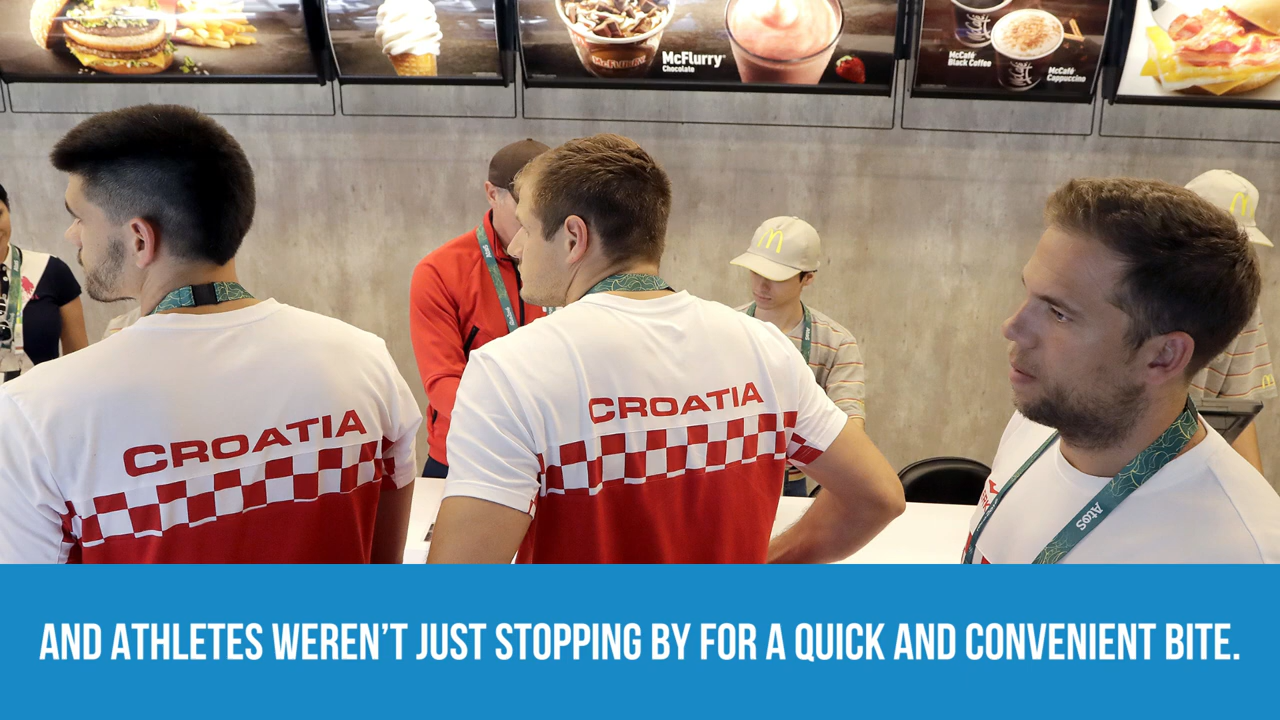 McFlurry
Chocolate
McCafé
Black Coffee
McCafé
Cappuccino
CROATIA
CROATIA
Atos
AND ATHLETES WEREN'T JUST STOPPING BY FOR A QUICK AND CONVENIENT BITE.